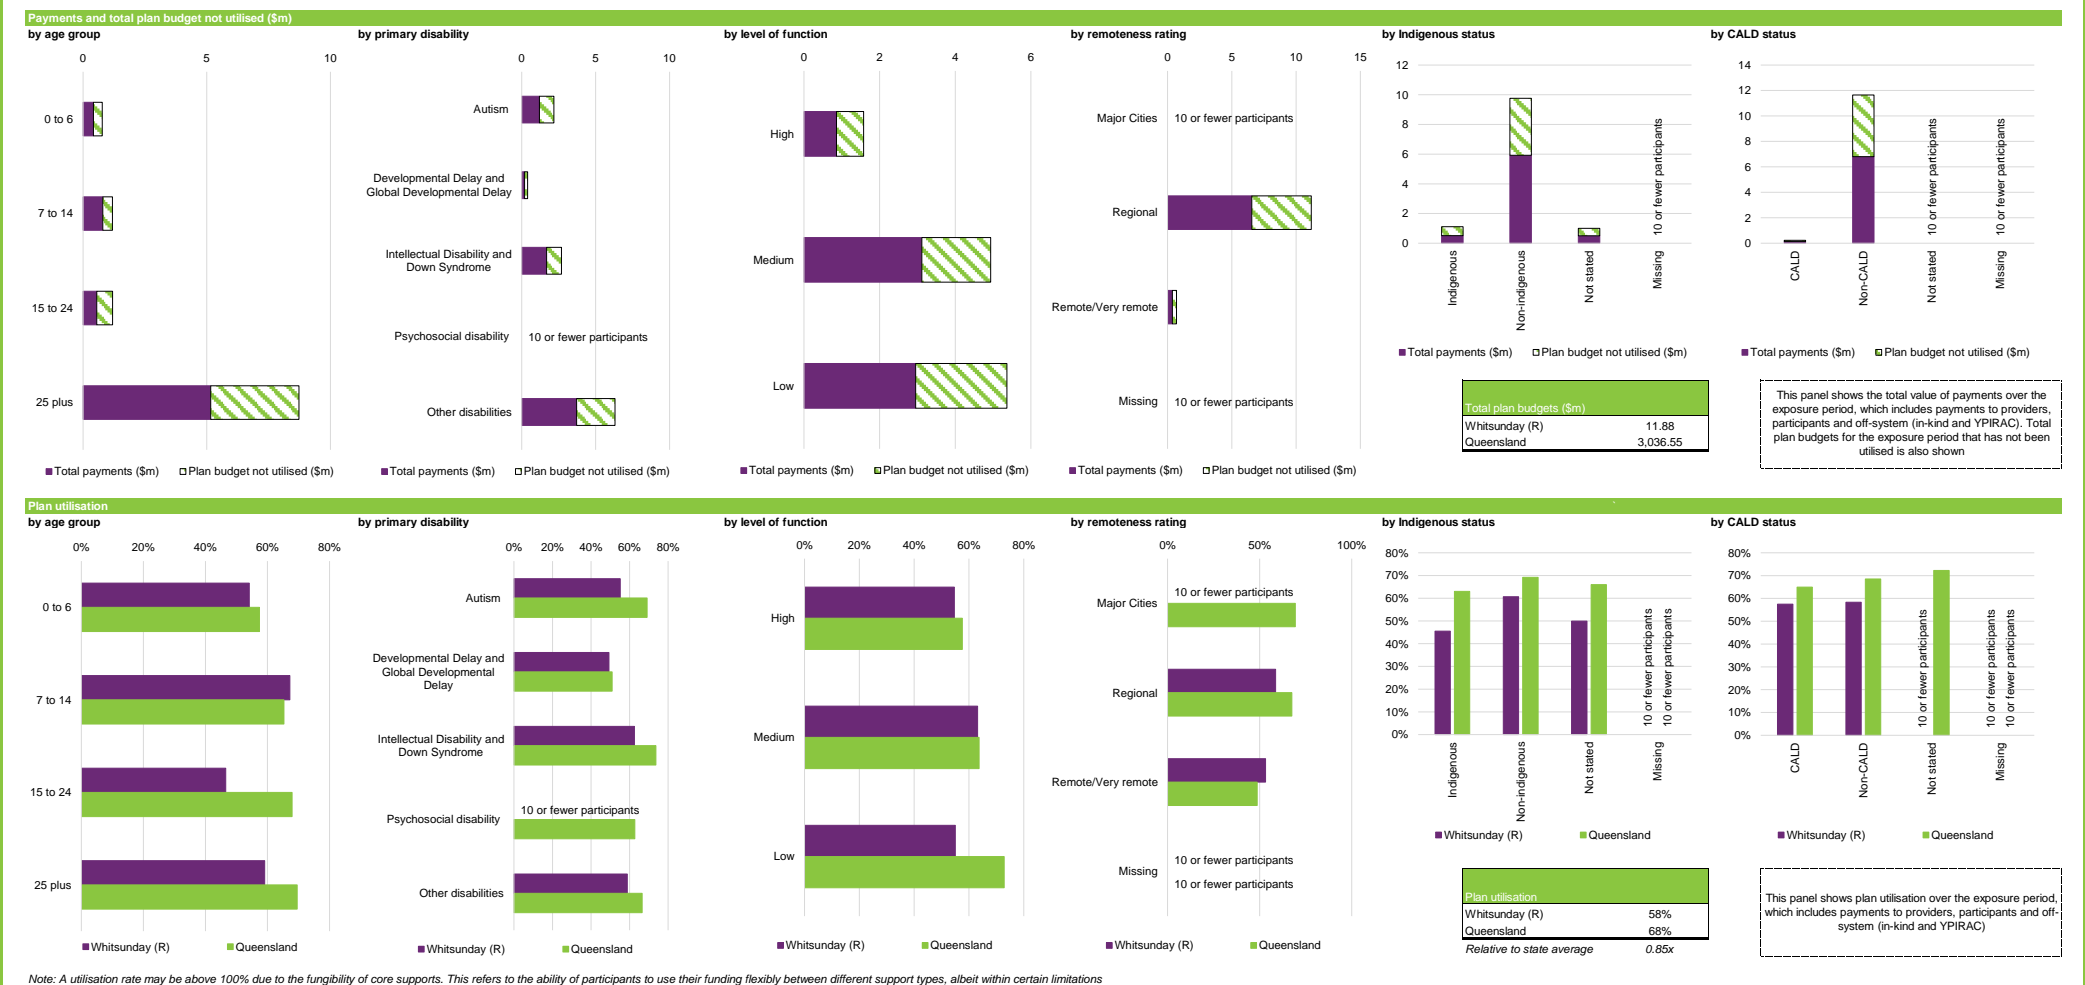 Payments and total plan budget not utilised ($m)
by age group
0
5
10
0 to 6
7 to 14
15 to 24
25 plus
Total payments ($m)
Plan budget not utilised ($m)
by primary disability
0
5
10
Autism
Developmental Delay and
Global Developmental Delay
Intellectual Disability and
Down Syndrome
Psychosocial disability
10 or fewer participants
Other disabilities
Total payments ($m)
Plan budget not utilised ($m)
by level of function
0
2
4
6
High
Medium
Low
Total payments ($m)
Plan budget not utilised ($m)
by remoteness rating
0
5
10
15
Major Cities
10 or fewer participants
Regional
Remote/Very remote
Missing
10 or fewer participants
Total payments ($m)
Plan budget not utilised ($m)
by Indigenous status
12
10
8
6
4
2
0
10 or fewer participants
Indigenous
Non-indigenous
Not stated
Missing
Total payments ($m)
Plan budget not utilised ($m)
by CALD status
14
12
10
8
6
4
2
0
10 or fewer participants
10 or fewer participants
CALD
Non-CALD
Not stated
Missing
Total payments ($m)
Plan budget not utilised ($m)
Total plan budgets ($m)
Whitsunday (R) 11.88
Queensland 3,036.55
This panel shows the total value of payments over the
exposure period, which includes payments to providers,
participants and off-system (in-kind and YPIRAC). Total
plan budgets for the exposure period that has not been
utilised is also shown
Plan utilisation
by age group
0%
20%
40%
60%
80%
0 to 6
7 to 14
15 to 24
25 plus
Whitsunday (R)
Queensland
by primary disability
0%
20%
40%
60%
80%
Autism
Developmental Delay and
Global Developmental
Delay
Intellectual Disability and
Down Syndrome
Psychosocial disability
10 or fewer participants
Other disabilities
Whitsunday (R)
Queensland
by level of function
0%
20%
40%
60%
80%
High
Medium
Low
Whitsunday (R)
Queensland
by remoteness rating
0%
50%
100%
Major Cities
10 or fewer participants
Regional
Remote/Very remote
Missing
10 or fewer participants
10 or fewer participants
Whitsunday (R)
Queensland
by Indigenous status
80%
70%
60%
50%
40%
30%
20%
10%
0%
10 or fewer participants
10 or fewer participants
Indigenous
Non-indigenous
Not stated
Missing
Whitsunday (R)
Queensland
by CALD status
80%
70%
60%
50%
40%
30%
20%
10%
0%
10 or fewer participants
10 or fewer participants
10 or fewer participants
CALD
Non-CALD
Not stated
Missing
Whitsunday (R)
Queensland
Plan utilisation
Whitsunday (R) 58%
Queensland 68%
Relative to state average 0.85x
This panel shows plan utilisation over the exposure period,
which includes payments to providers, participants and off-
system (in-kind and YPIRAC)
Note: A utilisation rate may be above 100% due to the fungibility of core supports. This refers to the ability of participants to use their funding flexibly between different support types, albeit within certain limitations